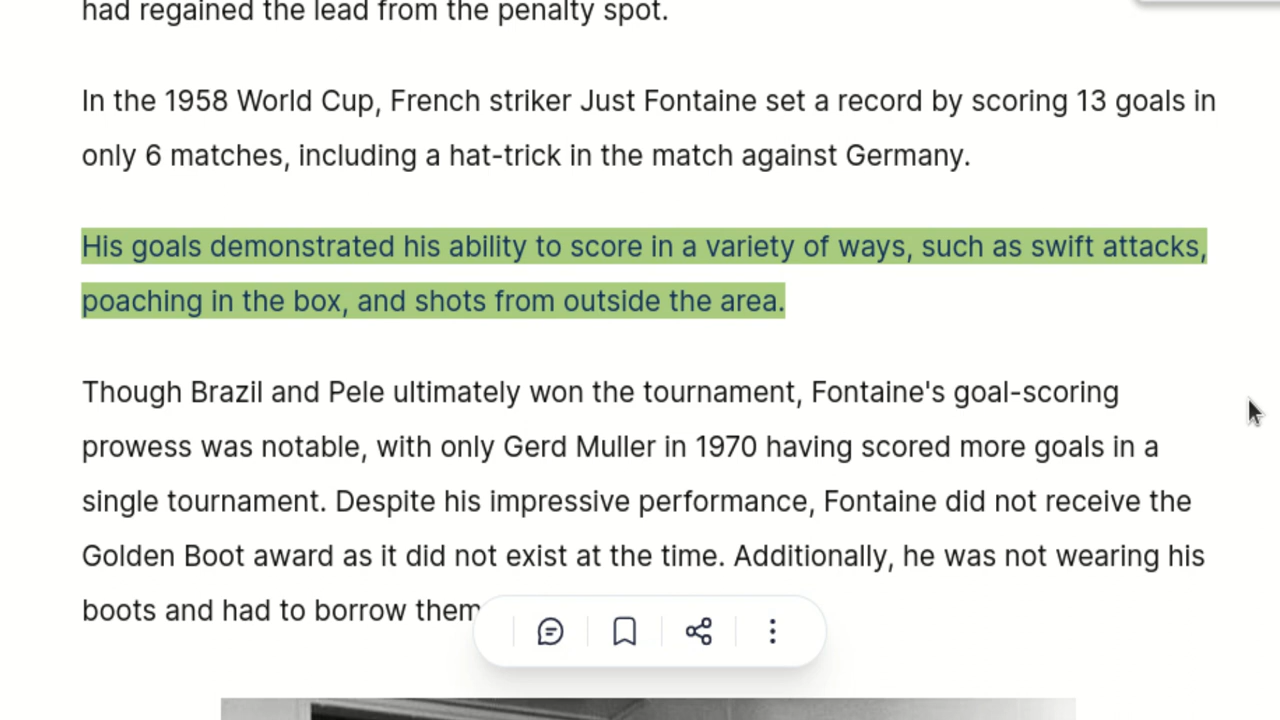 had regained the lead from the penalty spot.
In the 1958 World Cup, French striker Just Fontaine set a record by scoring 13 goals in
only 6 matches, including a hat-trick in the match against Germany.
His goals demonstrated his ability to score in a variety of ways, such as swift attacks,
poaching in the box, and shots from outside the area.
Though Brazil and Pele ultimately won the tournament, Fontaine's goal-scoring
prowess was notable, with only Gerd Muller in 1970 having scored more goals in a
single tournament. Despite his impressive performance, Fontaine did not receive the
Golden Boot award as it did not exist at the time. Additionally, he was not wearing his
boots and had to borrow them